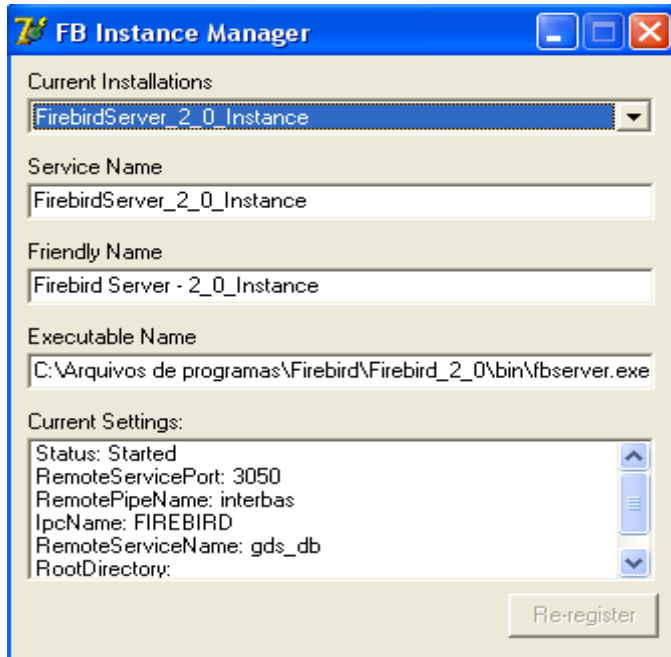 FB Instance Manager
Current Installations
FirebirdServer_2_0_Instance
Service Name
FirebirdServer_2_0_Instance
Friendly Name
Firebird Server - 2_0_Instance
Executable Name
C:\Arquivos de programas\Firebird\Firebird_2_0\bin\fbserver.exe
Current Settings:
Status: Started
RemoteServicePort: 3050
RemotePipeName: interbas
IpcName: FIREBIRD
RemoteServiceName: gds_db
RootDirectory:
Re-register